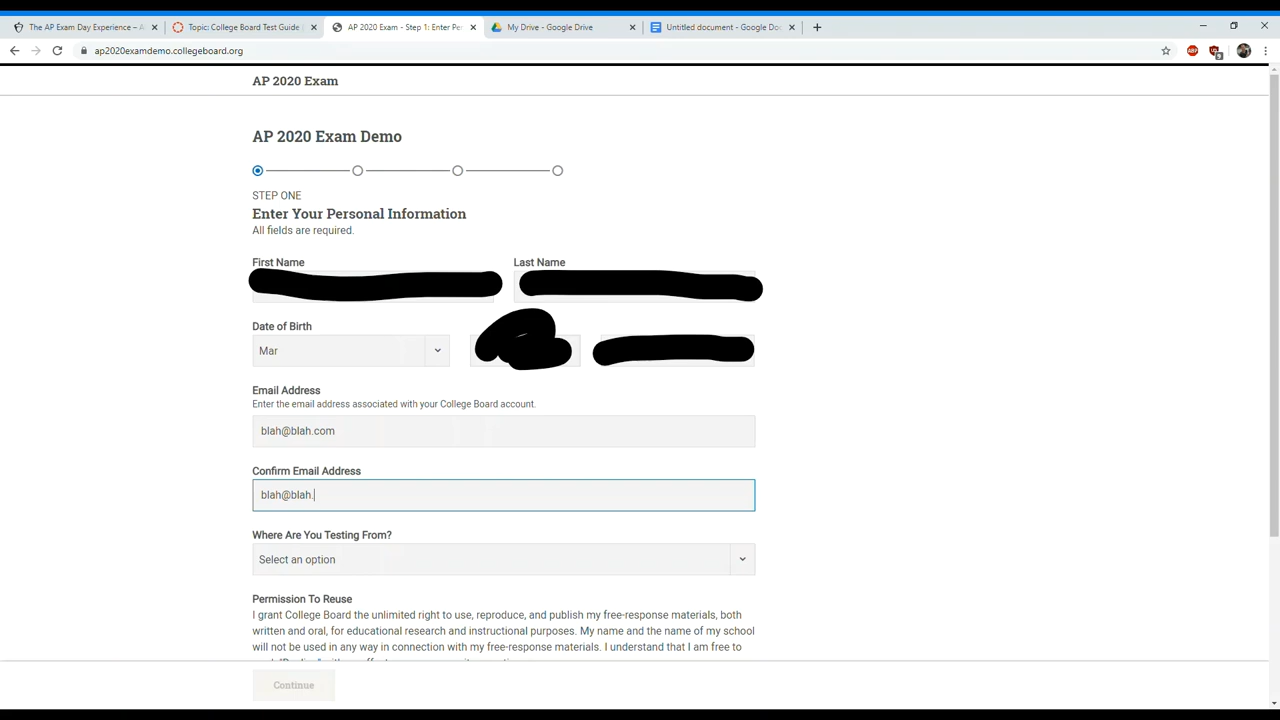 The AP Exam Day Experience –
Topic: College Board Test Guide
AP 2020 Exam - Step 1: Enter Per
My Drive - Google Drive
Untitled document - Google Doc
ap2020examdemo.collegeboard.org
ABP
3
AP 2020 Exam
AP 2020 Exam Demo
STEP ONE
Enter Your Personal Information
All fields are required.
First Name
Last Name
Date of Birth
Mar
Email Address
Enter the email address associated with your College Board account.
blah@blah.com
Confirm Email Address
blah@blah.
Where Are You Testing From?
Select an option
Permission To Reuse
I grant College Board the unlimited right to use, reproduce, and publish my free-response materials, both
written and oral, for educational research and instructional purposes. My name and the name of my school
will not be used in any way in connection with my free-response materials. I understand that I am free to
Continue